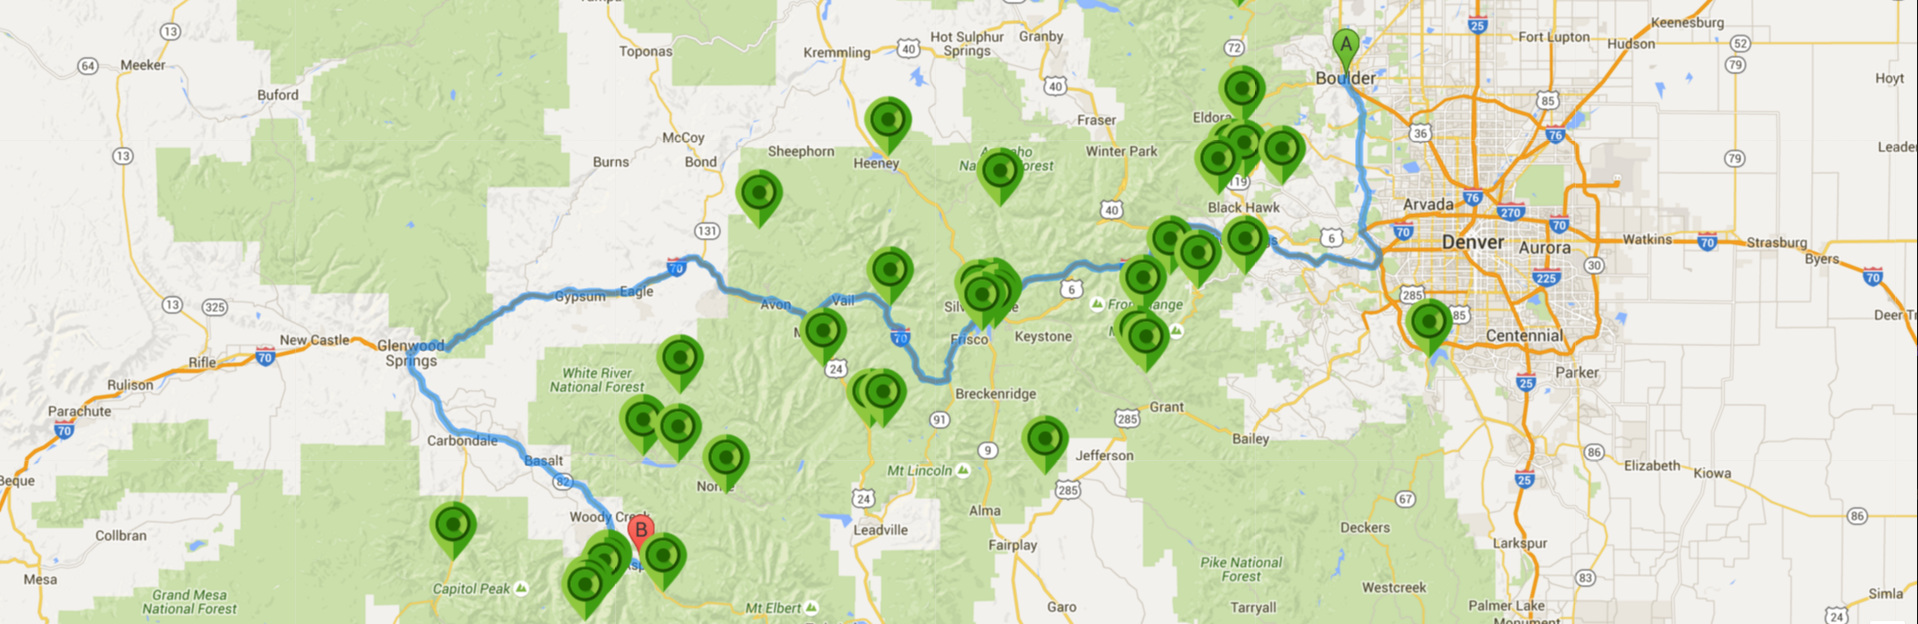 Toponas
13
64
Meeker
Buford
Kremmling
40
Hot Sulphur
Springs
Granby
72
A
Boulder
25
Keenesburg
Fort Lupton
Hudson
52
79
Hoyt
40
85
Fraser
Eldora
36
76
McCoy
Burns
Bond
Sheephorn
Heeney
Winter Park
13
79
119
Black Hawk
40
Arvada
76
270
131
70
6
70
Denver
Aurora
70
Watkins
70
Strasburg
Byers
70
225
30
70
Gypsum
Eagle
Avon
Vail
6
285
85
13
325
New Castle
Glenwood
Springs
Rifle
70
Rulison
Parachute
70
70
Frisco
Keystone
Centennial
24
White River
National Forest
25
Parker
Breckenridge
91
Grant
285
Carbondale
Basalt
82
9
Mt Lincoln
Jefferson
285
Bailey
86
Elizabeth
Kiowa
25
67
24
Leadville
Alma
Fairplay
Woody Creek
B
Collbran
Mesa
Deckers
Larkspur
86
Capitol Peak
Grand Mesa
National Forest
Mt Elbert
Garo
Pike National
Forest
Tarryall
Westcreek
83
Palmer Lake
Monument
Simla
24